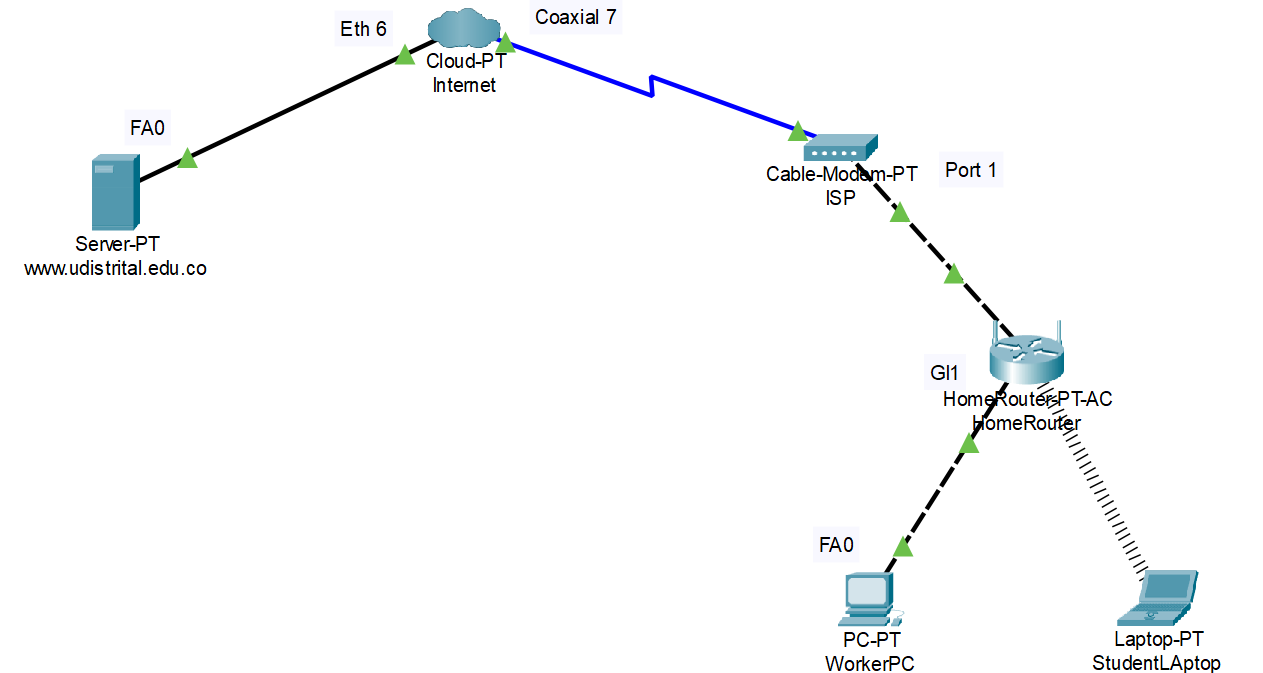 Eth 6
Coaxial 7
Cloud-PT
Internet
FA0
Server-PT
www.udistrital.edu.co
Cable-Modem-PT
ISP
Port 1
GI1
HomeRouter-PT-AC
HomeRouter
FA0
PC-PT
WorkerPC
Laptop-PT
StudentLAptop